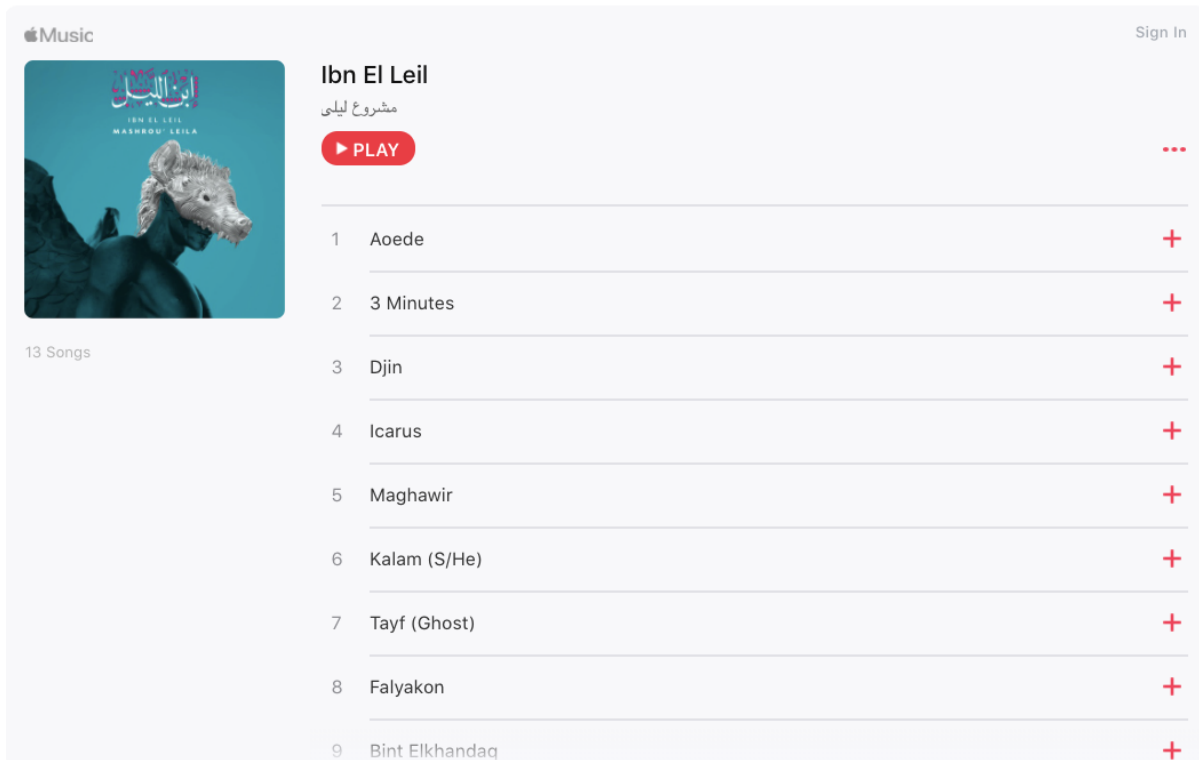 Music
Sign In
ابن الليل
IBN EL LEIL
MASHROU' LEILA
13 Songs
Ibn El Leil
مشروع ليلى
PLAY
1 Aoede
2 3 Minutes
3 Djin
4 Icarus
5 Maghawir
6 Kalam (S/He)
7 Tayf (Ghost)
8 Falyakon
9 Bint Elkhandaq